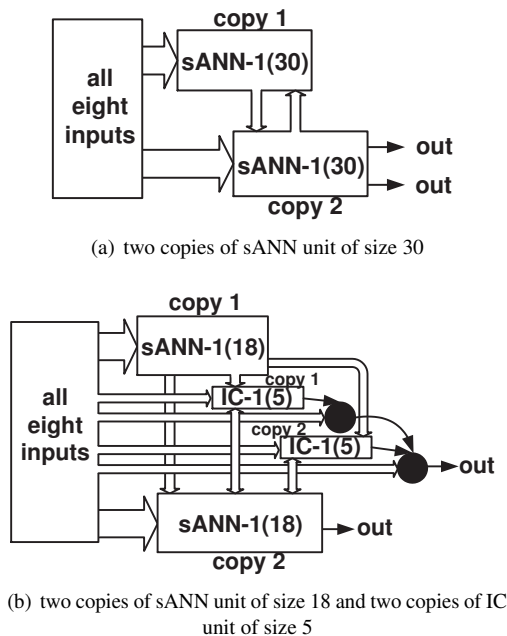 copy 1
sANN-1(30)
all
eight
inputs
sANN-1(30)
out
out
copy 2
(a) two copies of sANN unit of size 30
copy 1
sANN-1(18)
copy 1
IC-1(5)
copy 2
IC-1(5)
all
eight
inputs
out
sANN-1(18)
out
copy 2
(b) two copies of sANN unit of size 18 and two copies of IC
unit of size 5